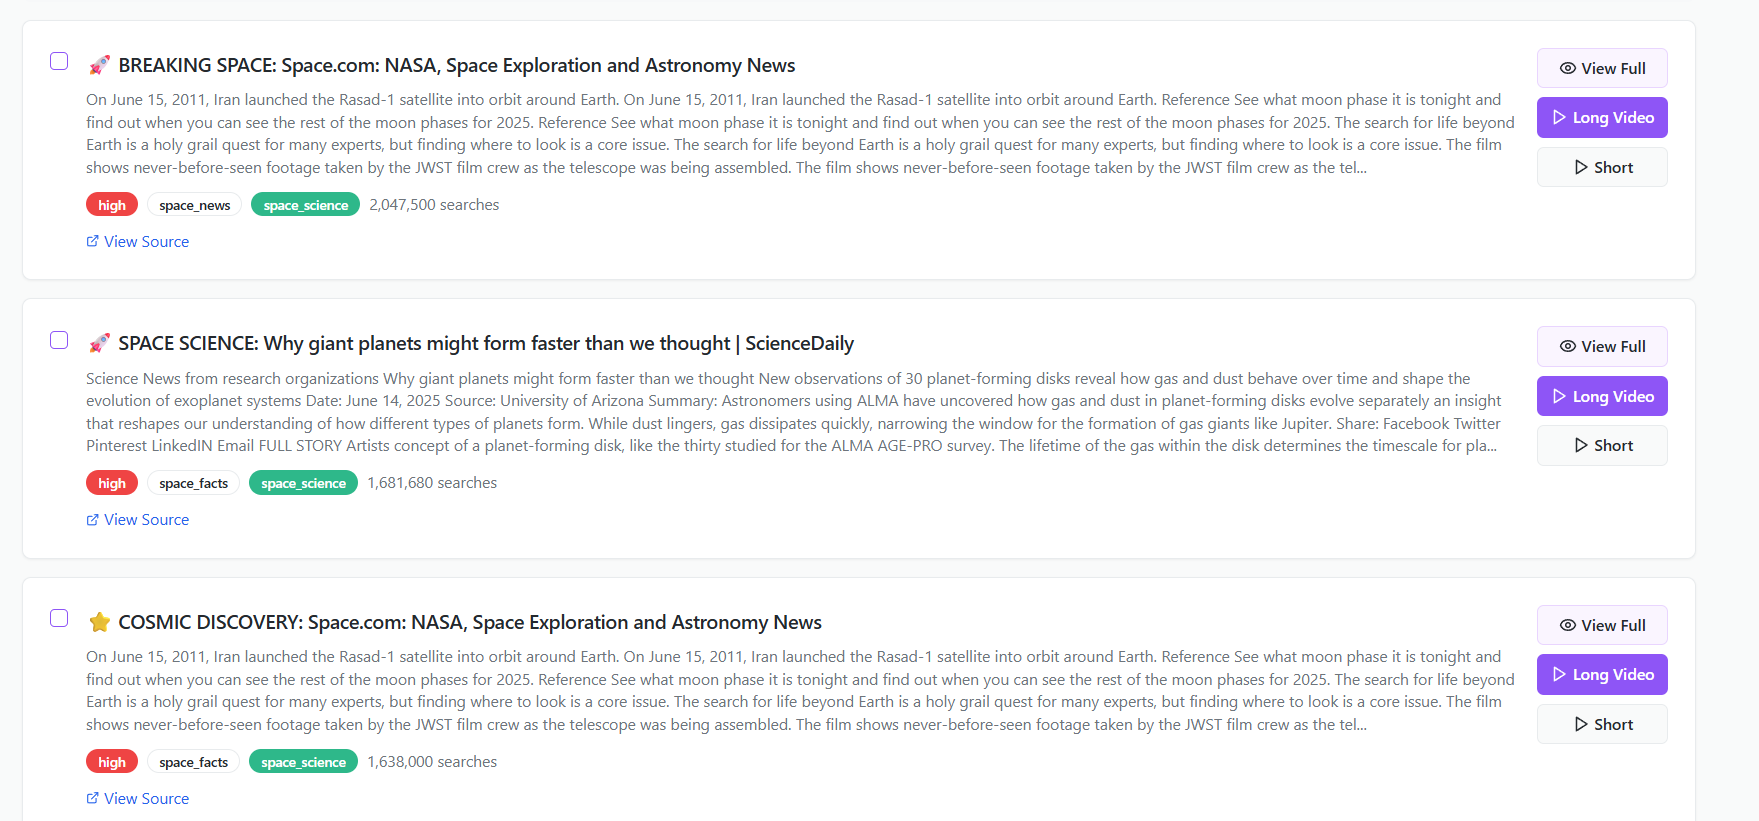 🚀 BREAKING SPACE: Space.com: NASA, Space Exploration and Astronomy News
On June 15, 2011, Iran launched the Rasad-1 satellite into orbit around Earth. On June 15, 2011, Iran launched the Rasad-1 satellite into orbit around Earth. Reference See what moon phase it is tonight and
find out when you can see the rest of the moon phases for 2025. Reference See what moon phase it is tonight and find out when you can see the rest of the moon phases for 2025. The search for life beyond
Earth is a holy grail quest for many experts, but finding where to look is a core issue. The search for life beyond Earth is a holy grail quest for many experts, but finding where to look is a core issue. The film
shows never-before-seen footage taken by the JWST film crew as the telescope was being assembled. The film shows never-before-seen footage taken by the JWST film crew as the tel...
high space_news space_science 2,047,500 searches
View Source
View Full
Long Video
Short
🚀 SPACE SCIENCE: Why giant planets might form faster than we thought | ScienceDaily
Science News from research organizations Why giant planets might form faster than we thought New observations of 30 planet-forming disks reveal how gas and dust behave over time and shape the
evolution of exoplanet systems Date: June 14, 2025 Source: University of Arizona Summary: Astronomers using ALMA have uncovered how gas and dust in planet-forming disks evolve separately an insight
that reshapes our understanding of how different types of planets form. While dust lingers, gas dissipates quickly, narrowing the window for the formation of gas giants like Jupiter. Share: Facebook Twitter
Pinterest LinkedIN Email FULL STORY Artists concept of a planet-forming disk, like the thirty studied for the ALMA AGE-PRO survey. The lifetime of the gas within the disk determines the timescale for pla...
high space_facts space_science 1,681,680 searches
View Source
View Full
Long Video
Short
⭐ COSMIC DISCOVERY: Space.com: NASA, Space Exploration and Astronomy News
On June 15, 2011, Iran launched the Rasad-1 satellite into orbit around Earth. On June 15, 2011, Iran launched the Rasad-1 satellite into orbit around Earth. Reference See what moon phase it is tonight and
find out when you can see the rest of the moon phases for 2025. Reference See what moon phase it is tonight and find out when you can see the rest of the moon phases for 2025. The search for life beyond
Earth is a holy grail quest for many experts, but finding where to look is a core issue. The search for life beyond Earth is a holy grail quest for many experts, but finding where to look is a core issue. The film
shows never-before-seen footage taken by the JWST film crew as the telescope was being assembled. The film shows never-before-seen footage taken by the JWST film crew as the tel...
high space_facts space_science 1,638,000 searches
View Source
View Full
Long Video
Short